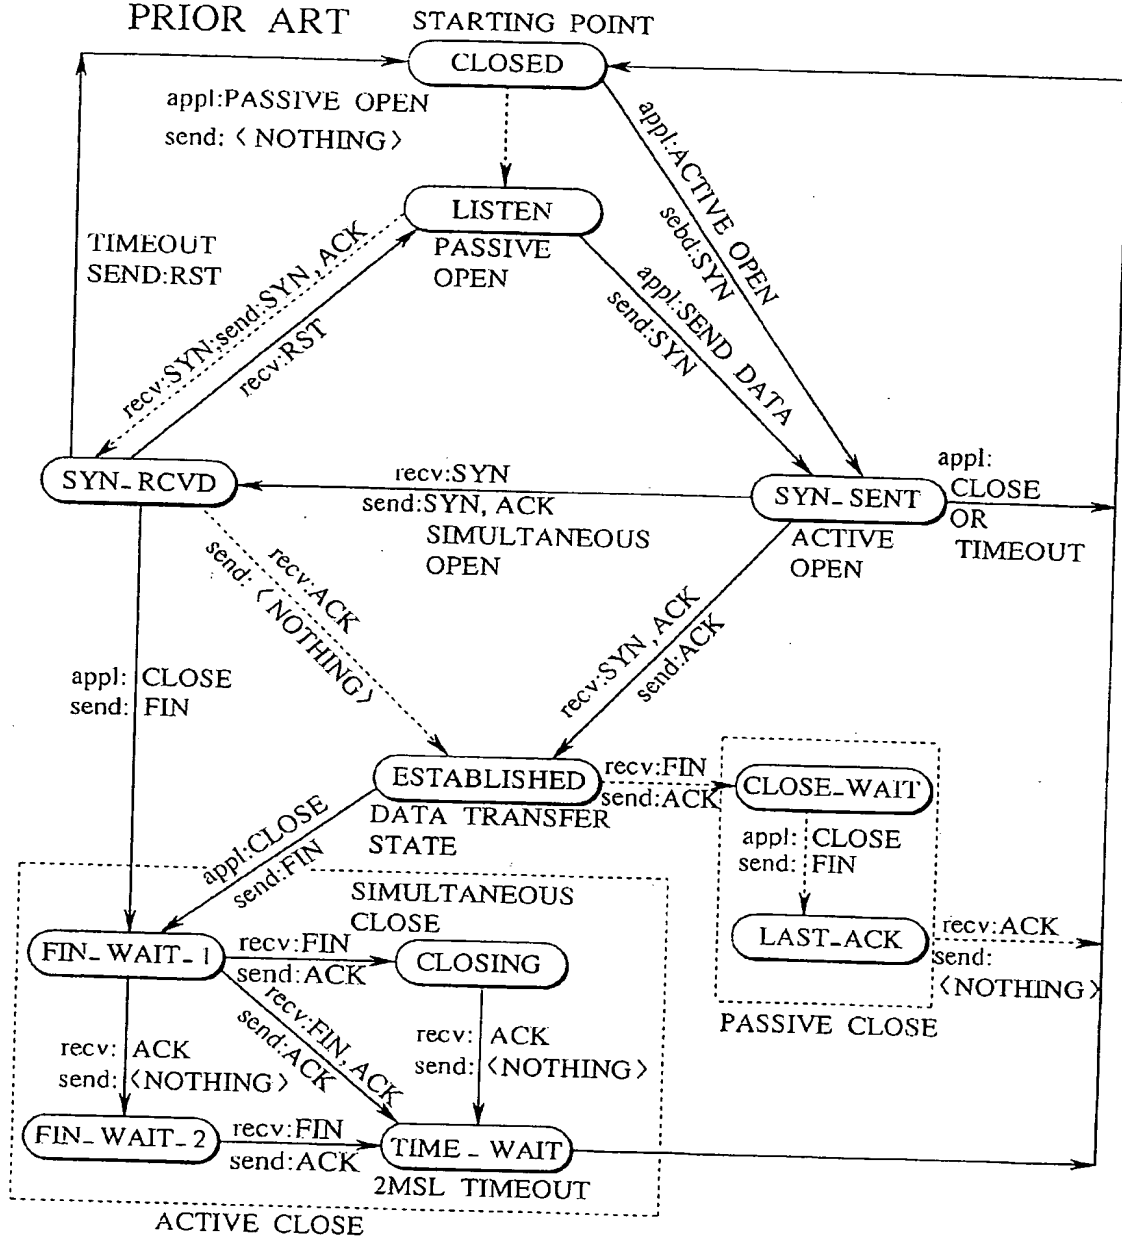 PRIOR ART
STARTING POINT
CLOSED
appl:PASSIVE OPEN
send:<NOTHING>
appl:ACTIVE OPEN
sebd:SYN
LISTEN
PASSIVE
OPEN
TIMEOUT
SEND:RST
recv:SYN;send:SYN,ACK
recv:RST
appl:SEND DATA
send:SYN
SYN_RCVD
recv:SYN
send:SYN, ACK
SIMULTANEOUS
OPEN
SYN_SENT
ACTIVE
OPEN
appl:
CLOSE
OR
TIMEOUT
recv:ACK
send:<NOTHING>
recv:SYN,ACK
send:ACK
appl: CLOSE
send: FIN
ESTABLISHED
DATA TRANSFER
STATE
recv:FIN
send:ACK
CLOSE_WAIT
appl: CLOSE
send: FIN
LAST_ACK
recv:ACK
send:
<NOTHING>
PASSIVE CLOSE
appl:CLOSE
send:FIN
SIMULTANEOUS
CLOSE
FIN_WAIT_1
recv:FIN
send:ACK
CLOSING
recv:FIN,ACK
send:ACK
recv: ACK
send: <NOTHING>
recv: ACK
send: <NOTHING>
FIN_WAIT_2
recv:FIN
send:ACK
TIME_WAIT
2MSL TIMEOUT
ACTIVE CLOSE